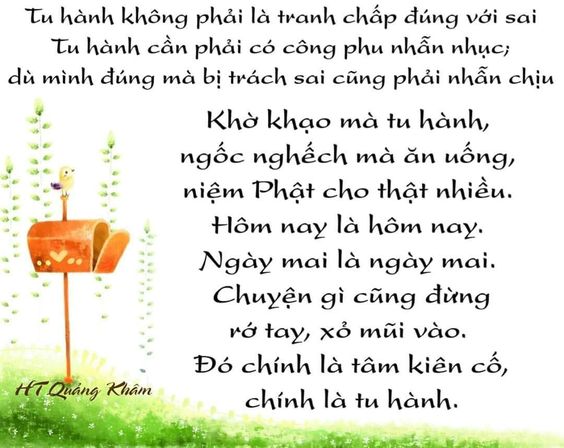 Tu hành không phải là tranh chấp đúng với sai
Tu hành cần phải có công phu nhẫn nhục;
dù mình đúng mà bị trách sai cũng phải nhẫn chịu
Khờ khạo mà tu hành,
ngốc nghếch mà ăn uống,
niệm Phật cho thật nhiều.
Hôm nay là hôm nay.
Ngày mai là ngày mai.
Chuyện gì cũng đừng
rớ tay, xỏ mũi vào.
Đó chính là tâm kiên cố,
chính là tu hành.
HT Quảng Khâm